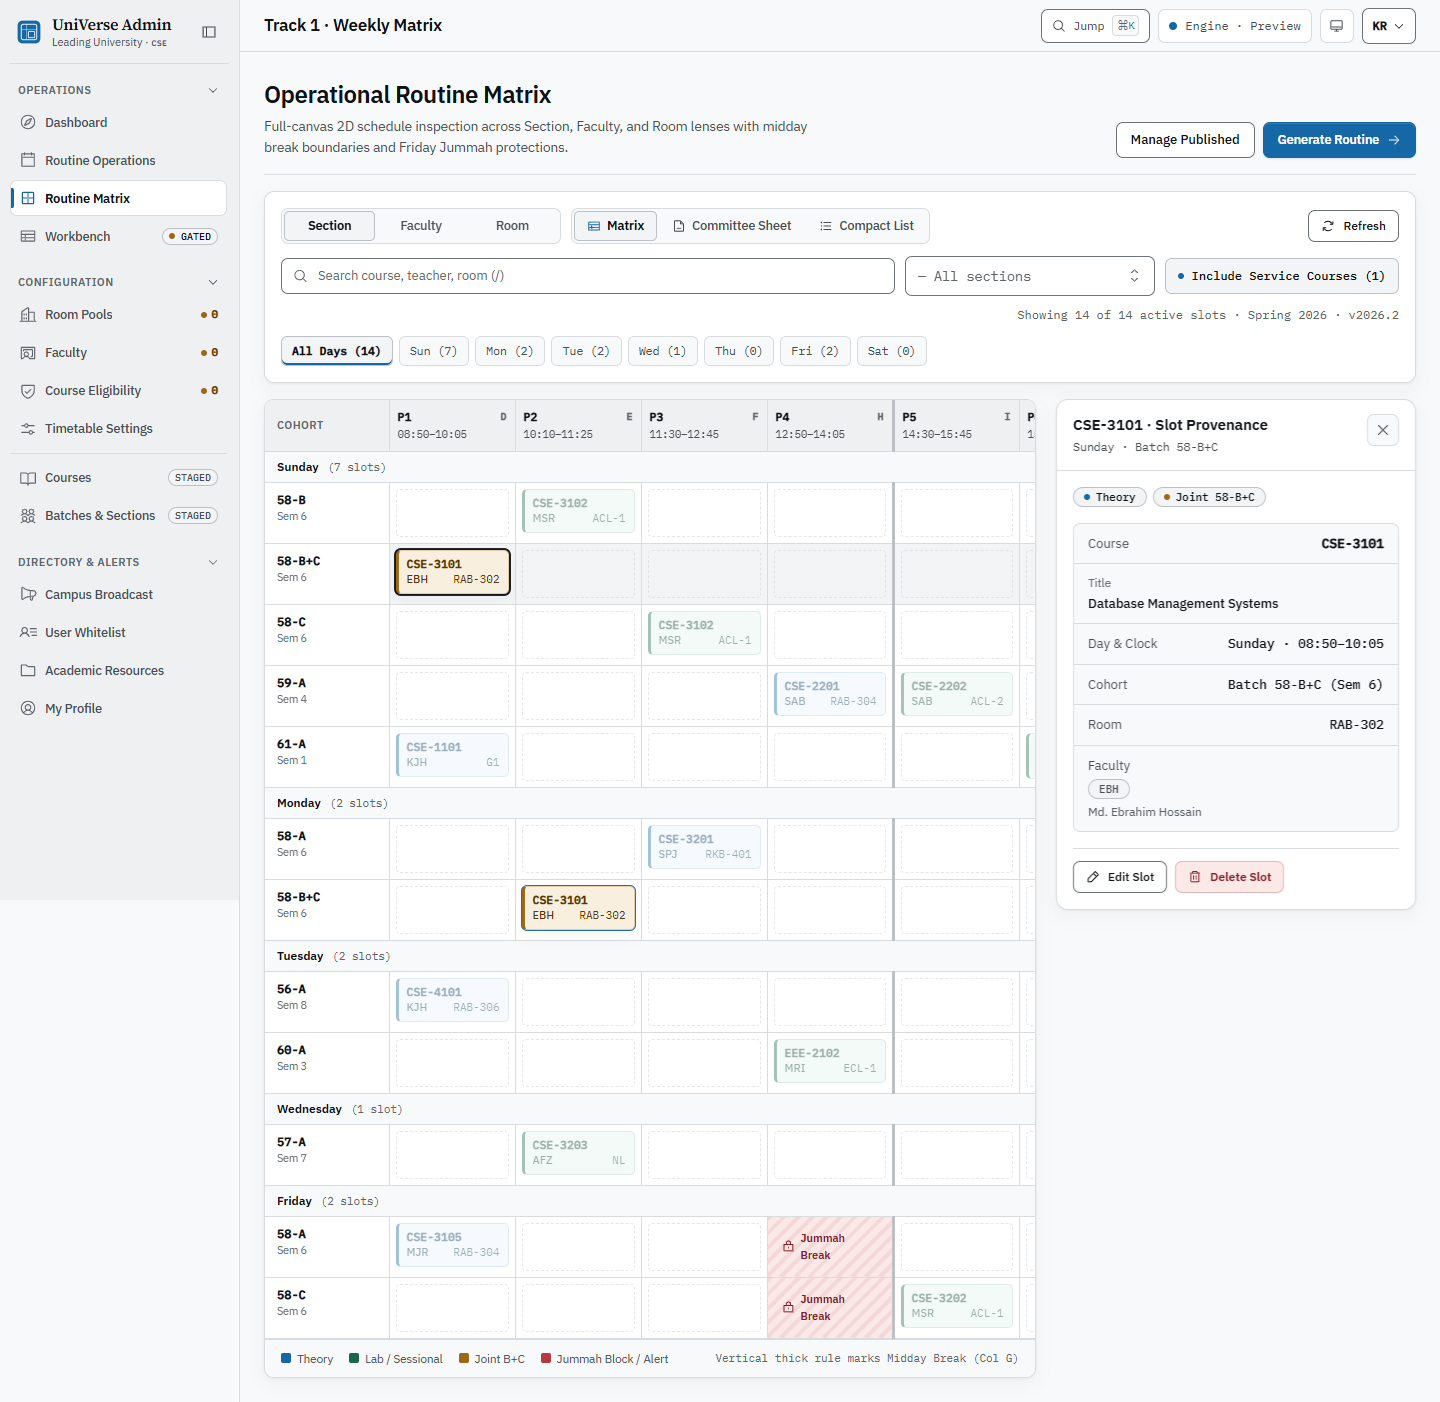 UniVerse Admin
Leading University · CSE
OPERATIONS
Dashboard
Routine Operations
Routine Matrix
Workbench GATED
CONFIGURATION
Room Pools 0
Faculty 0
Course Eligibility 0
Timetable Settings
Courses STAGED
Batches & Sections STAGED
DIRECTORY & ALERTS
Campus Broadcast
User Whitelist
Academic Resources
My Profile
Track 1 · Weekly Matrix
Jump ⌘K
Engine · Preview
KR
Operational Routine Matrix
Full-canvas 2D schedule inspection across Section, Faculty, and Room lenses with midday
break boundaries and Friday Jummah protections.
Manage Published
Generate Routine →
Section Faculty Room
Matrix Committee Sheet Compact List
Refresh
Search course, teacher, room (/)
— All sections
Include Service Courses (1)
Showing 14 of 14 active slots · Spring 2026 · v2026.2
All Days (14) Sun (7) Mon (2) Tue (2) Wed (1) Thu (0) Fri (2) Sat (0)
COHORT
P1 D
08:50–10:05
P2 E
10:10–11:25
P3 F
11:30–12:45
P4 H
12:50–14:05
P5 I
14:30–15:45
Sunday (7 slots)
58-B
Sem 6
CSE-3102
MSR ACL-1
58-B+C
Sem 6
CSE-3101
EBH RAB-302
58-C
Sem 6
CSE-3102
MSR ACL-1
59-A
Sem 4
CSE-2201
SAB RAB-304
CSE-2202
SAB ACL-2
61-A
Sem 1
CSE-1101
KJH G1
Monday (2 slots)
58-A
Sem 6
CSE-3201
SPJ RKB-401
58-B+C
Sem 6
CSE-3101
EBH RAB-302
Tuesday (2 slots)
56-A
Sem 8
CSE-4101
KJH RAB-306
60-A
Sem 3
EEE-2102
MRI ECL-1
Wednesday (1 slot)
57-A
Sem 7
CSE-3203
AFZ NL
Friday (2 slots)
58-A
Sem 6
CSE-3105
MJR RAB-304
Jummah
Break
58-C
Sem 6
Jummah
Break
CSE-3202
MSR ACL-1
Theory Lab / Sessional Joint B+C Jummah Block / Alert
Vertical thick rule marks Midday Break (Col G)
CSE-3101 · Slot Provenance
Sunday · Batch 58-B+C
Theory Joint 58-B+C
Course CSE-3101
Title
Database Management Systems
Day & Clock Sunday · 08:50–10:05
Cohort Batch 58-B+C (Sem 6)
Room RAB-302
Faculty
EBH
Md. Ebrahim Hossain
Edit Slot
Delete Slot